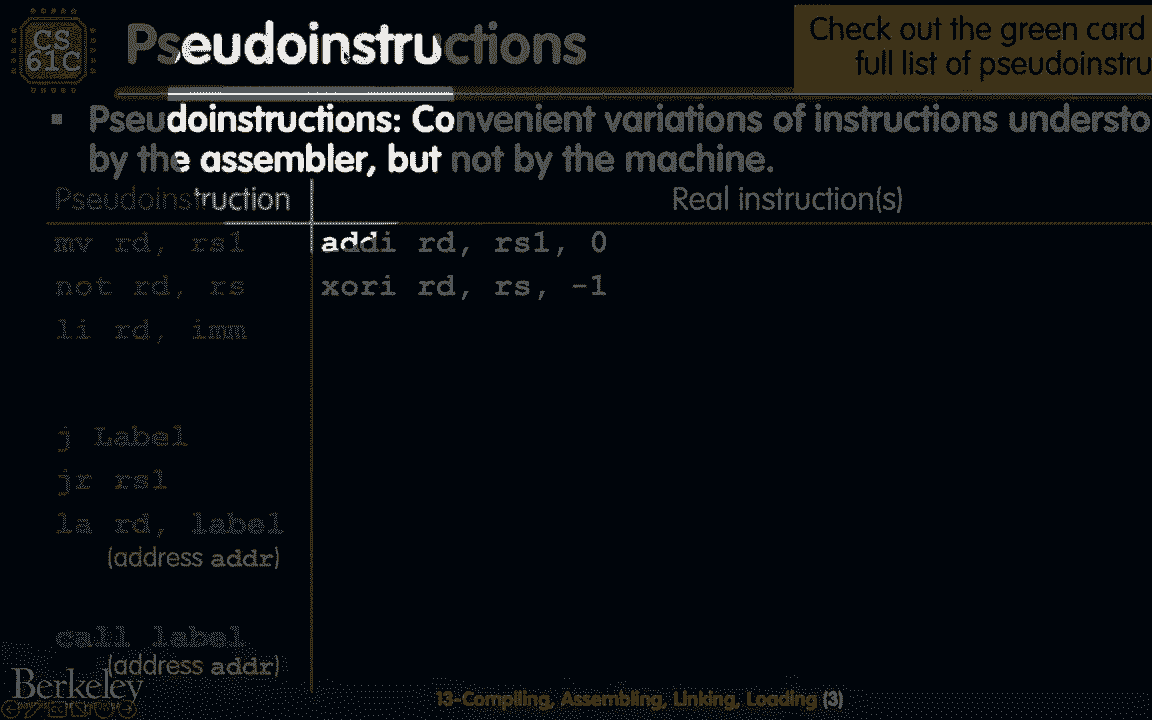 CS
61C
Pseudoinstructions
Check out the green card
full list of pseudoinstru
▪ Pseudoinstructions: Convenient variations of instructions understo
by the assembler, but not by the machine.
Pseudoinstruction Real instruction(s)
mv rd, rs1 addi rd, rs1, 0
not rd, rs xori rd, rs, -1
li rd, imm
j Label
jr rs1
la rd, label
(address addr)
call label
(address addr)
Berkeley
13-Compiling, Assembling, Linking, Loading (3)